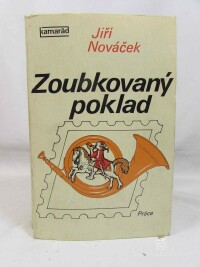 kamarád
Jiří
Nováček
Zoubkovaný
poklad
Práce